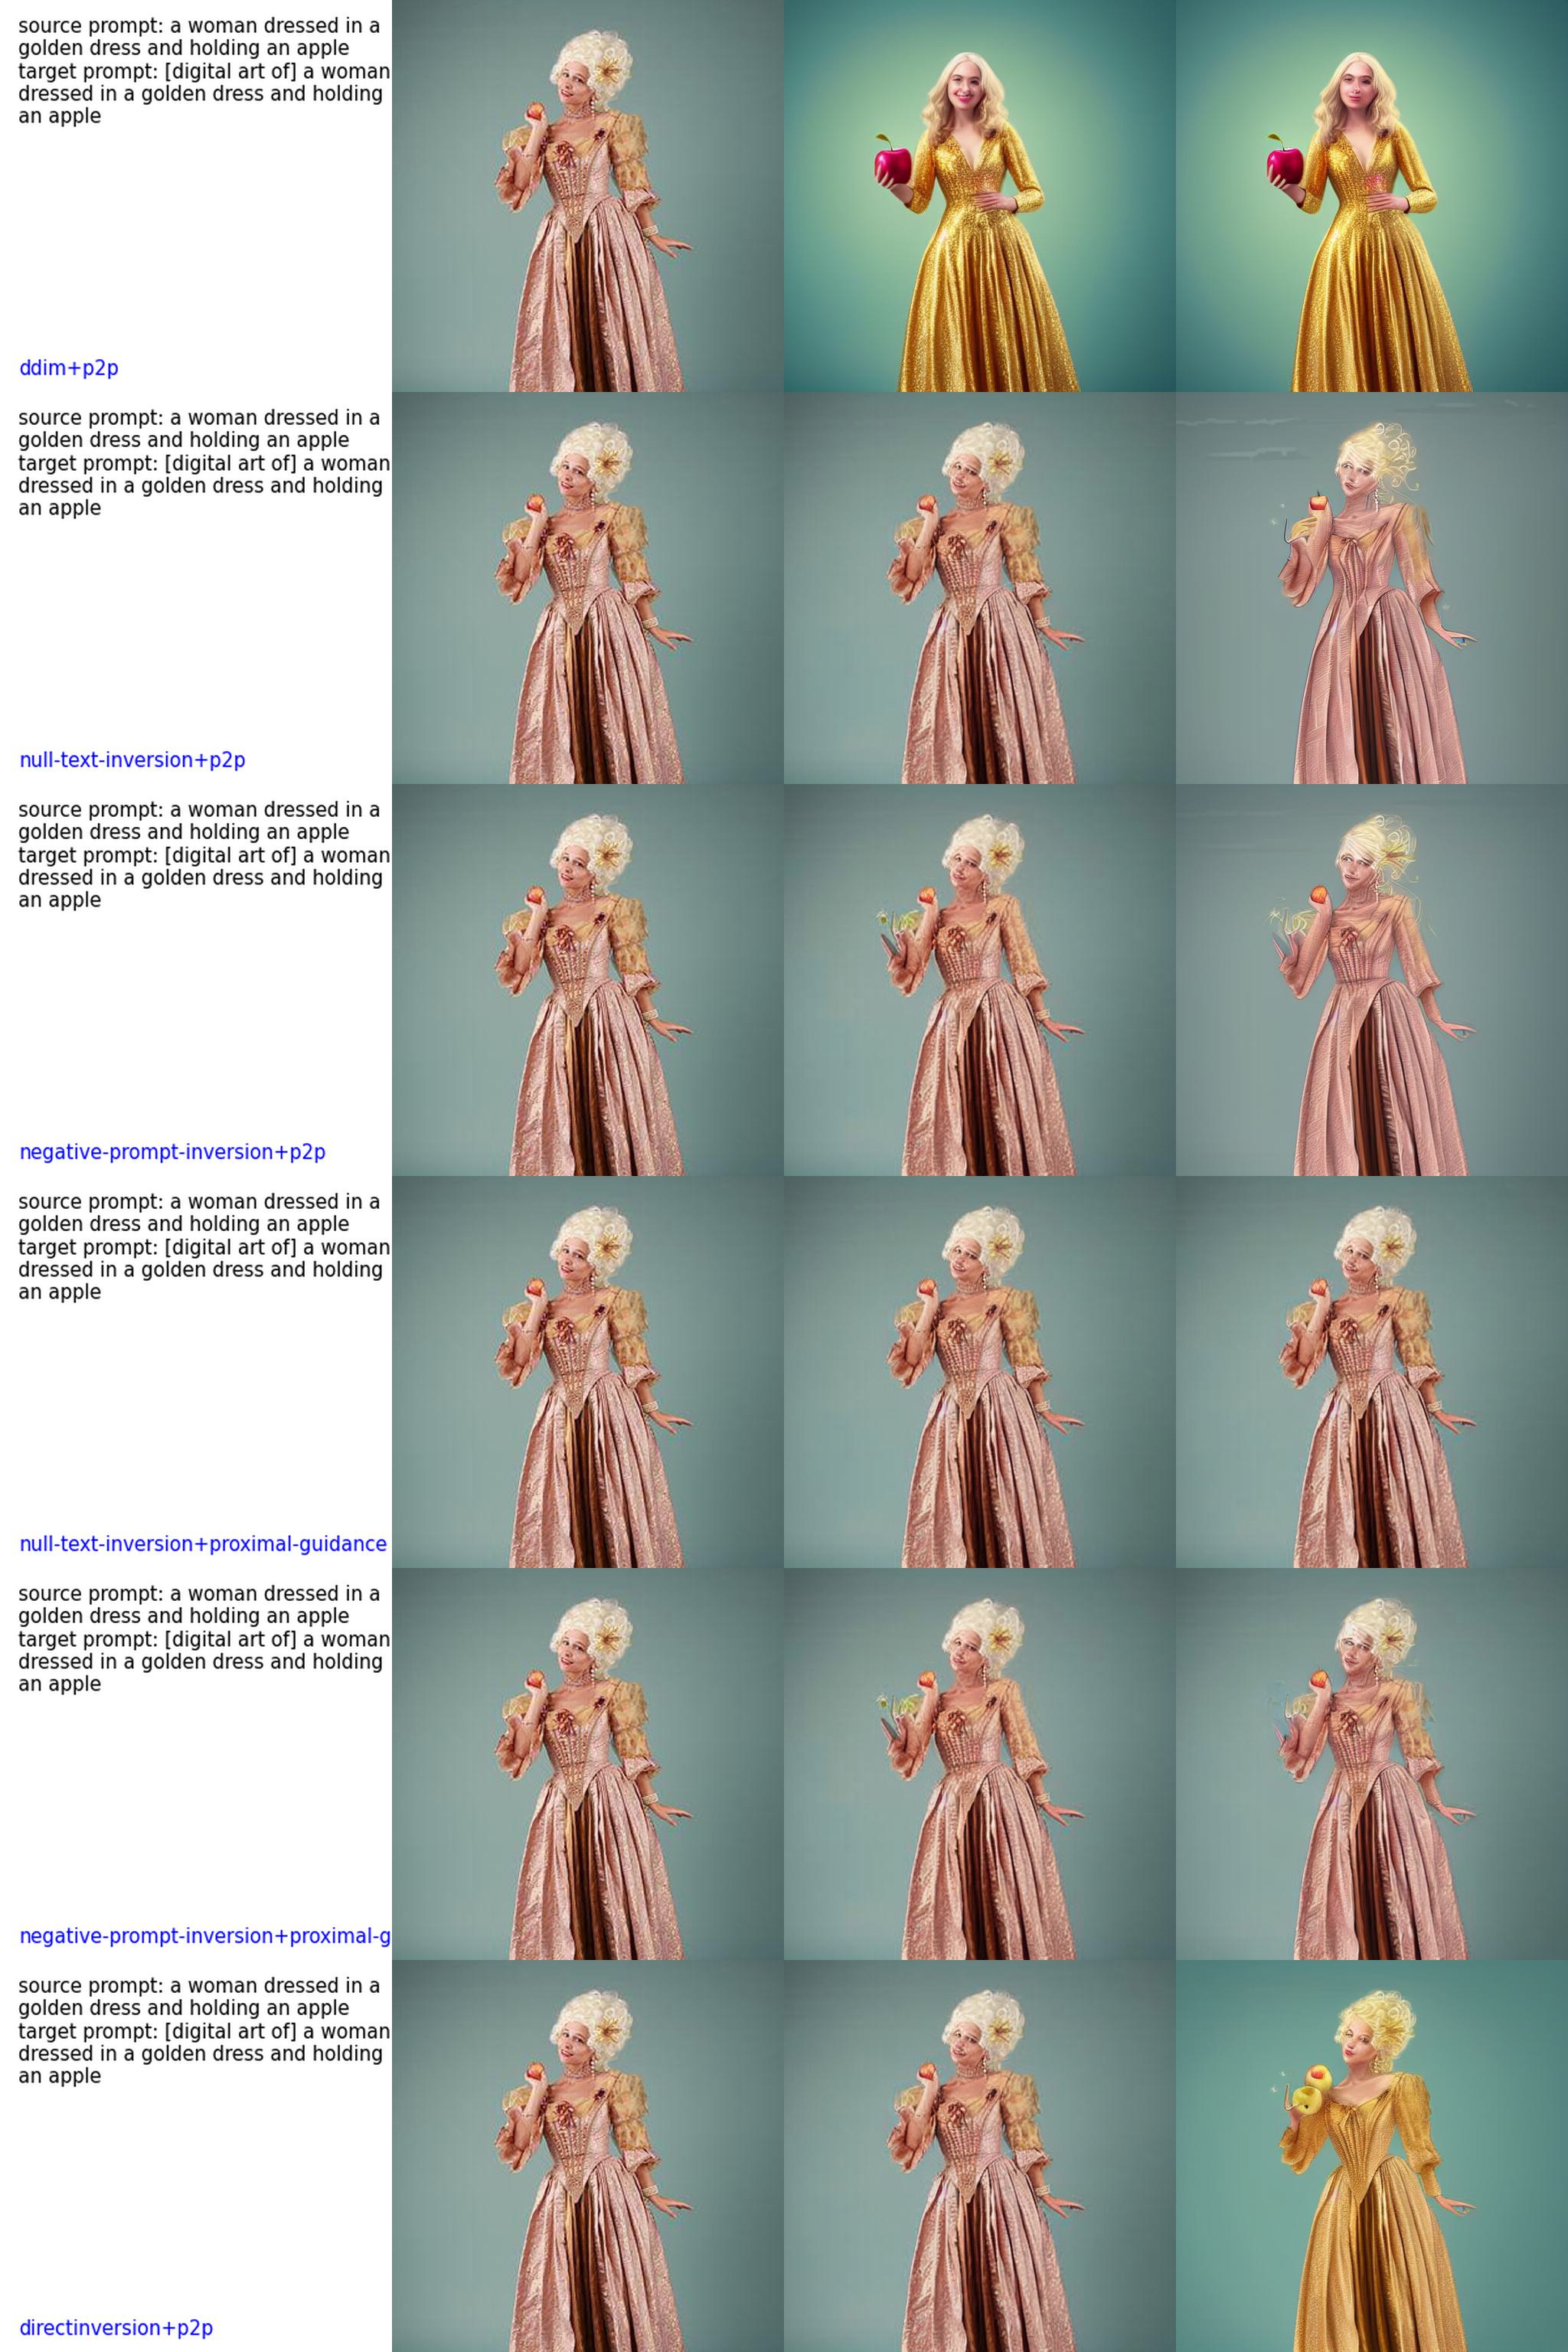 source prompt: a woman dressed in a
golden dress and holding an apple
target prompt: [digital art of] a woman
dressed in a golden dress and holding
an apple
ddim+p2p
source prompt: a woman dressed in a
golden dress and holding an apple
target prompt: [digital art of] a woman
dressed in a golden dress and holding
an apple
null-text-inversion+p2p
source prompt: a woman dressed in a
golden dress and holding an apple
target prompt: [digital art of] a woman
dressed in a golden dress and holding
an apple
negative-prompt-inversion+p2p
source prompt: a woman dressed in a
golden dress and holding an apple
target prompt: [digital art of] a woman
dressed in a golden dress and holding
an apple
null-text-inversion+proximal-guidance
source prompt: a woman dressed in a
golden dress and holding an apple
target prompt: [digital art of] a woman
dressed in a golden dress and holding
an apple
negative-prompt-inversion+proximal-g
source prompt: a woman dressed in a
golden dress and holding an apple
target prompt: [digital art of] a woman
dressed in a golden dress and holding
an apple
directinversion+p2p